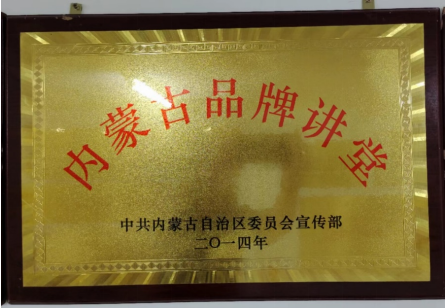 内蒙古品牌讲堂
中共内蒙古自治区委员会宣传部
二〇一四年